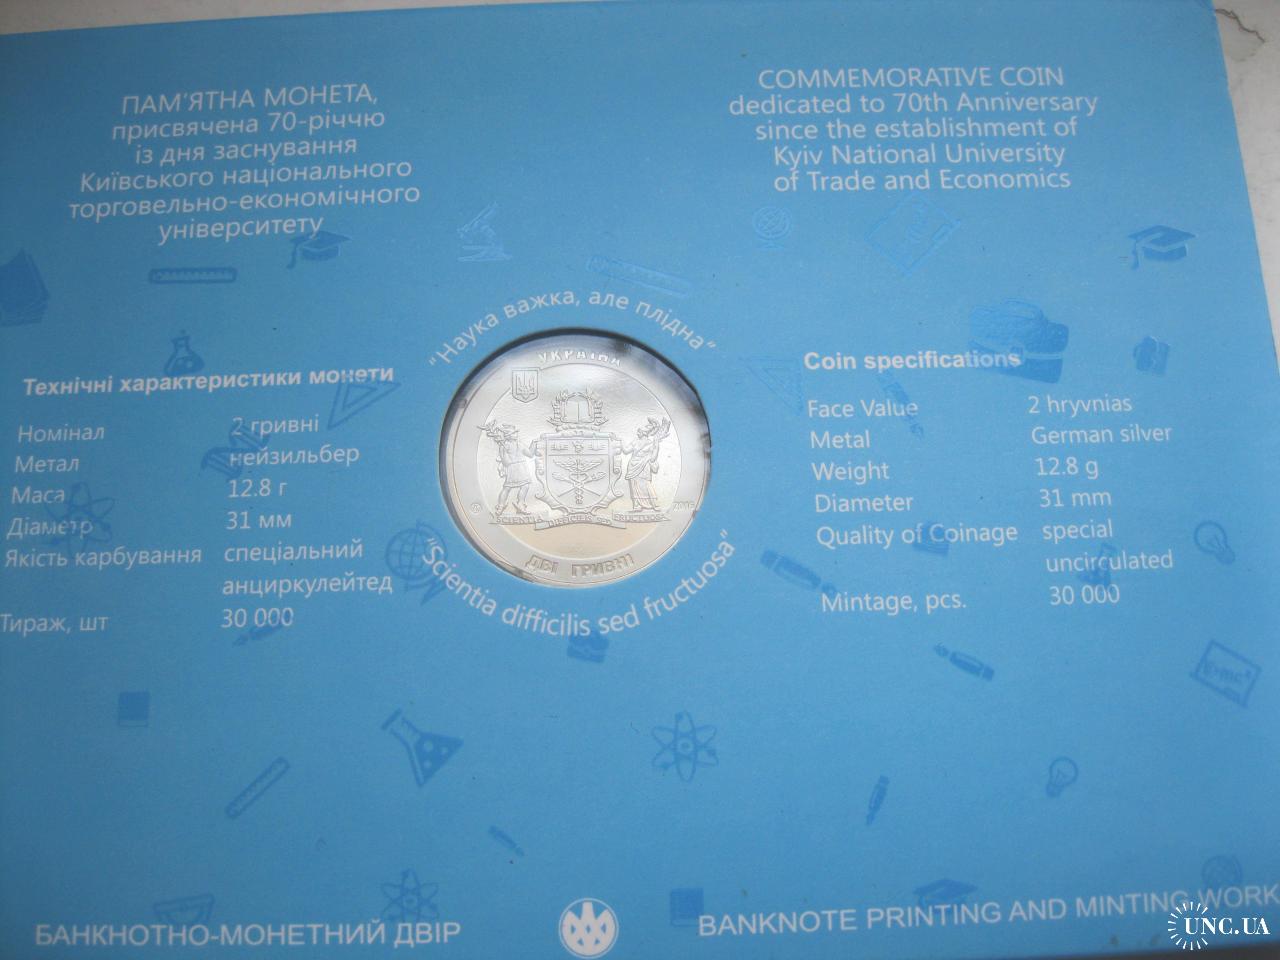 ПАМ'ЯТНА МОНЕТА,
присвячена 70-річчю
із дня заснування
Київського національного
торговельно-економічного
університету
COMMEMORATIVE COIN
dedicated to 70th Anniversary
since the establishment of
Kyiv National University
of Trade and Economics
"Наука важка, але плідна"
Технічні характеристики монети
Номінал 2 гривні
Метал нейзильбер
Маса 12.8 г
Діаметр 31 мм
Якість карбування спеціальний
анциркулейтед
Тираж, шт 30 000
УКРАЇНА
2016
SCIENTIA DIFFICILIS SED FRUCTUOSA
ДВІ ГРИВНІ
"Scientia difficilis sed fructuosa"
Coin specifications
Face Value 2 hryvnias
Metal German silver
Weight 12.8 g
Diameter 31 mm
Quality of Coinage special
uncirculated
Mintage, pcs. 30 000
БАНКНОТНО-МОНЕТНИЙ ДВІР
BANKNOTE PRINTING AND MINTING WORK
UNC.UA